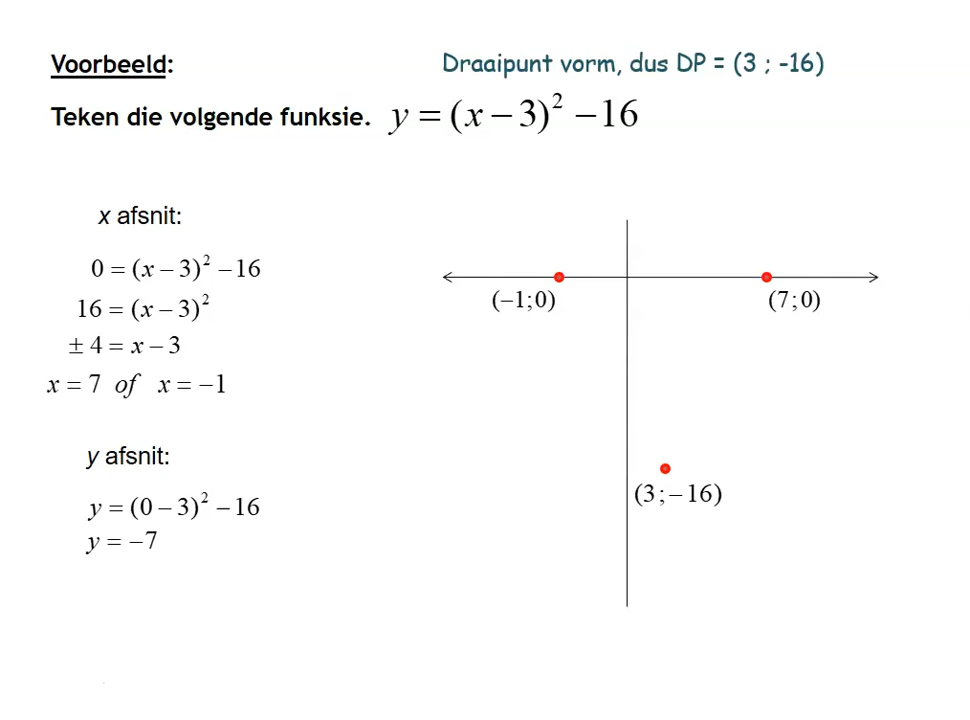 Voorbeeld:
Draaipunt vorm, dus DP = (3 ; -16)
Teken die volgende funksie. y = (x − 3)² − 16
x afsnit:
0 = (x − 3)² − 16
16 = (x − 3)²
± 4 = x − 3
x = 7 of x = −1
y afsnit:
y = (0 − 3)² − 16
y = −7
(−1;0)
(7;0)
(3;−16)